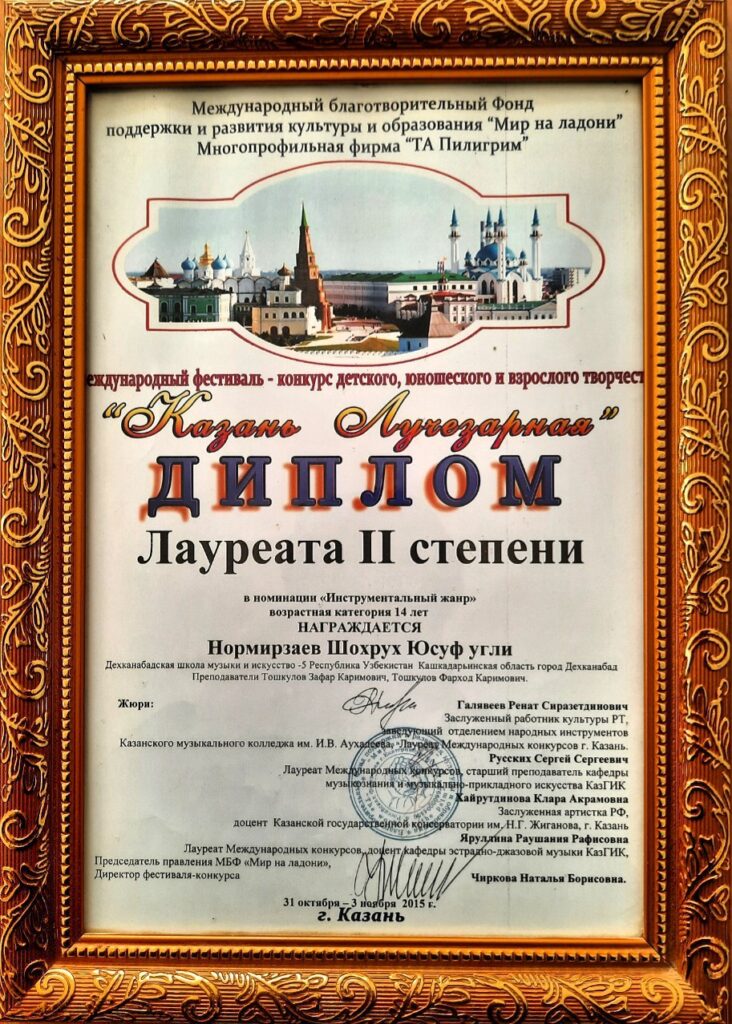 Международный благотворительный Фонд
поддержки и развития культуры и образования “Мир на ладони”
Многопрофильная фирма “ТА Пилигрим”
еждународный фестиваль - конкурс детского, юношеского и взрослого творчест
“Казань Лучезарная”
ДИПЛОМ
Лауреата II степени
в номинации «Инструментальный жанр»
возрастная категория 14 лет
НАГРАЖДАЕТСЯ
Нормирзаев Шохрух Юсуф угли
Дехканабадская школа музыки и искусство -5 Республика Узбекистан Кашкадарьинская область город Дехканабад
Преподаватели Тошкулов Зафар Каримович, Тошкулов Фарход Каримович.
Жюри:
Галявеев Ренат Сиразетдинович
Заслуженный работник культуры РТ,
заведующий отделением народных инструментов
Казанского музыкального колледжа им. И.В. Аухадеева, Лауреат Международных конкурсов г. Казань.
Русских Сергей Сергеевич
Лауреат Международных конкурсов, старший преподаватель кафедры
музыкознания и музыкально-прикладного искусства КазГИК
Хайрутдинова Клара Акрамовна
Заслуженная артистка РФ,
доцент Казанской государственной консерватории им. Н.Г. Жиганова, г. Казань
Яруллина Раушания Рафисовна
Лауреат Международных конкурсов, доцент кафедры эстрадно-джазовой музыки КазГИК,
Председатель правления МБФ «Мир на ладони»,
Директор фестиваля-конкурса
Чиркова Наталья Борисовна.
31 октября – 3 ноября 2015 г.
г. Казань